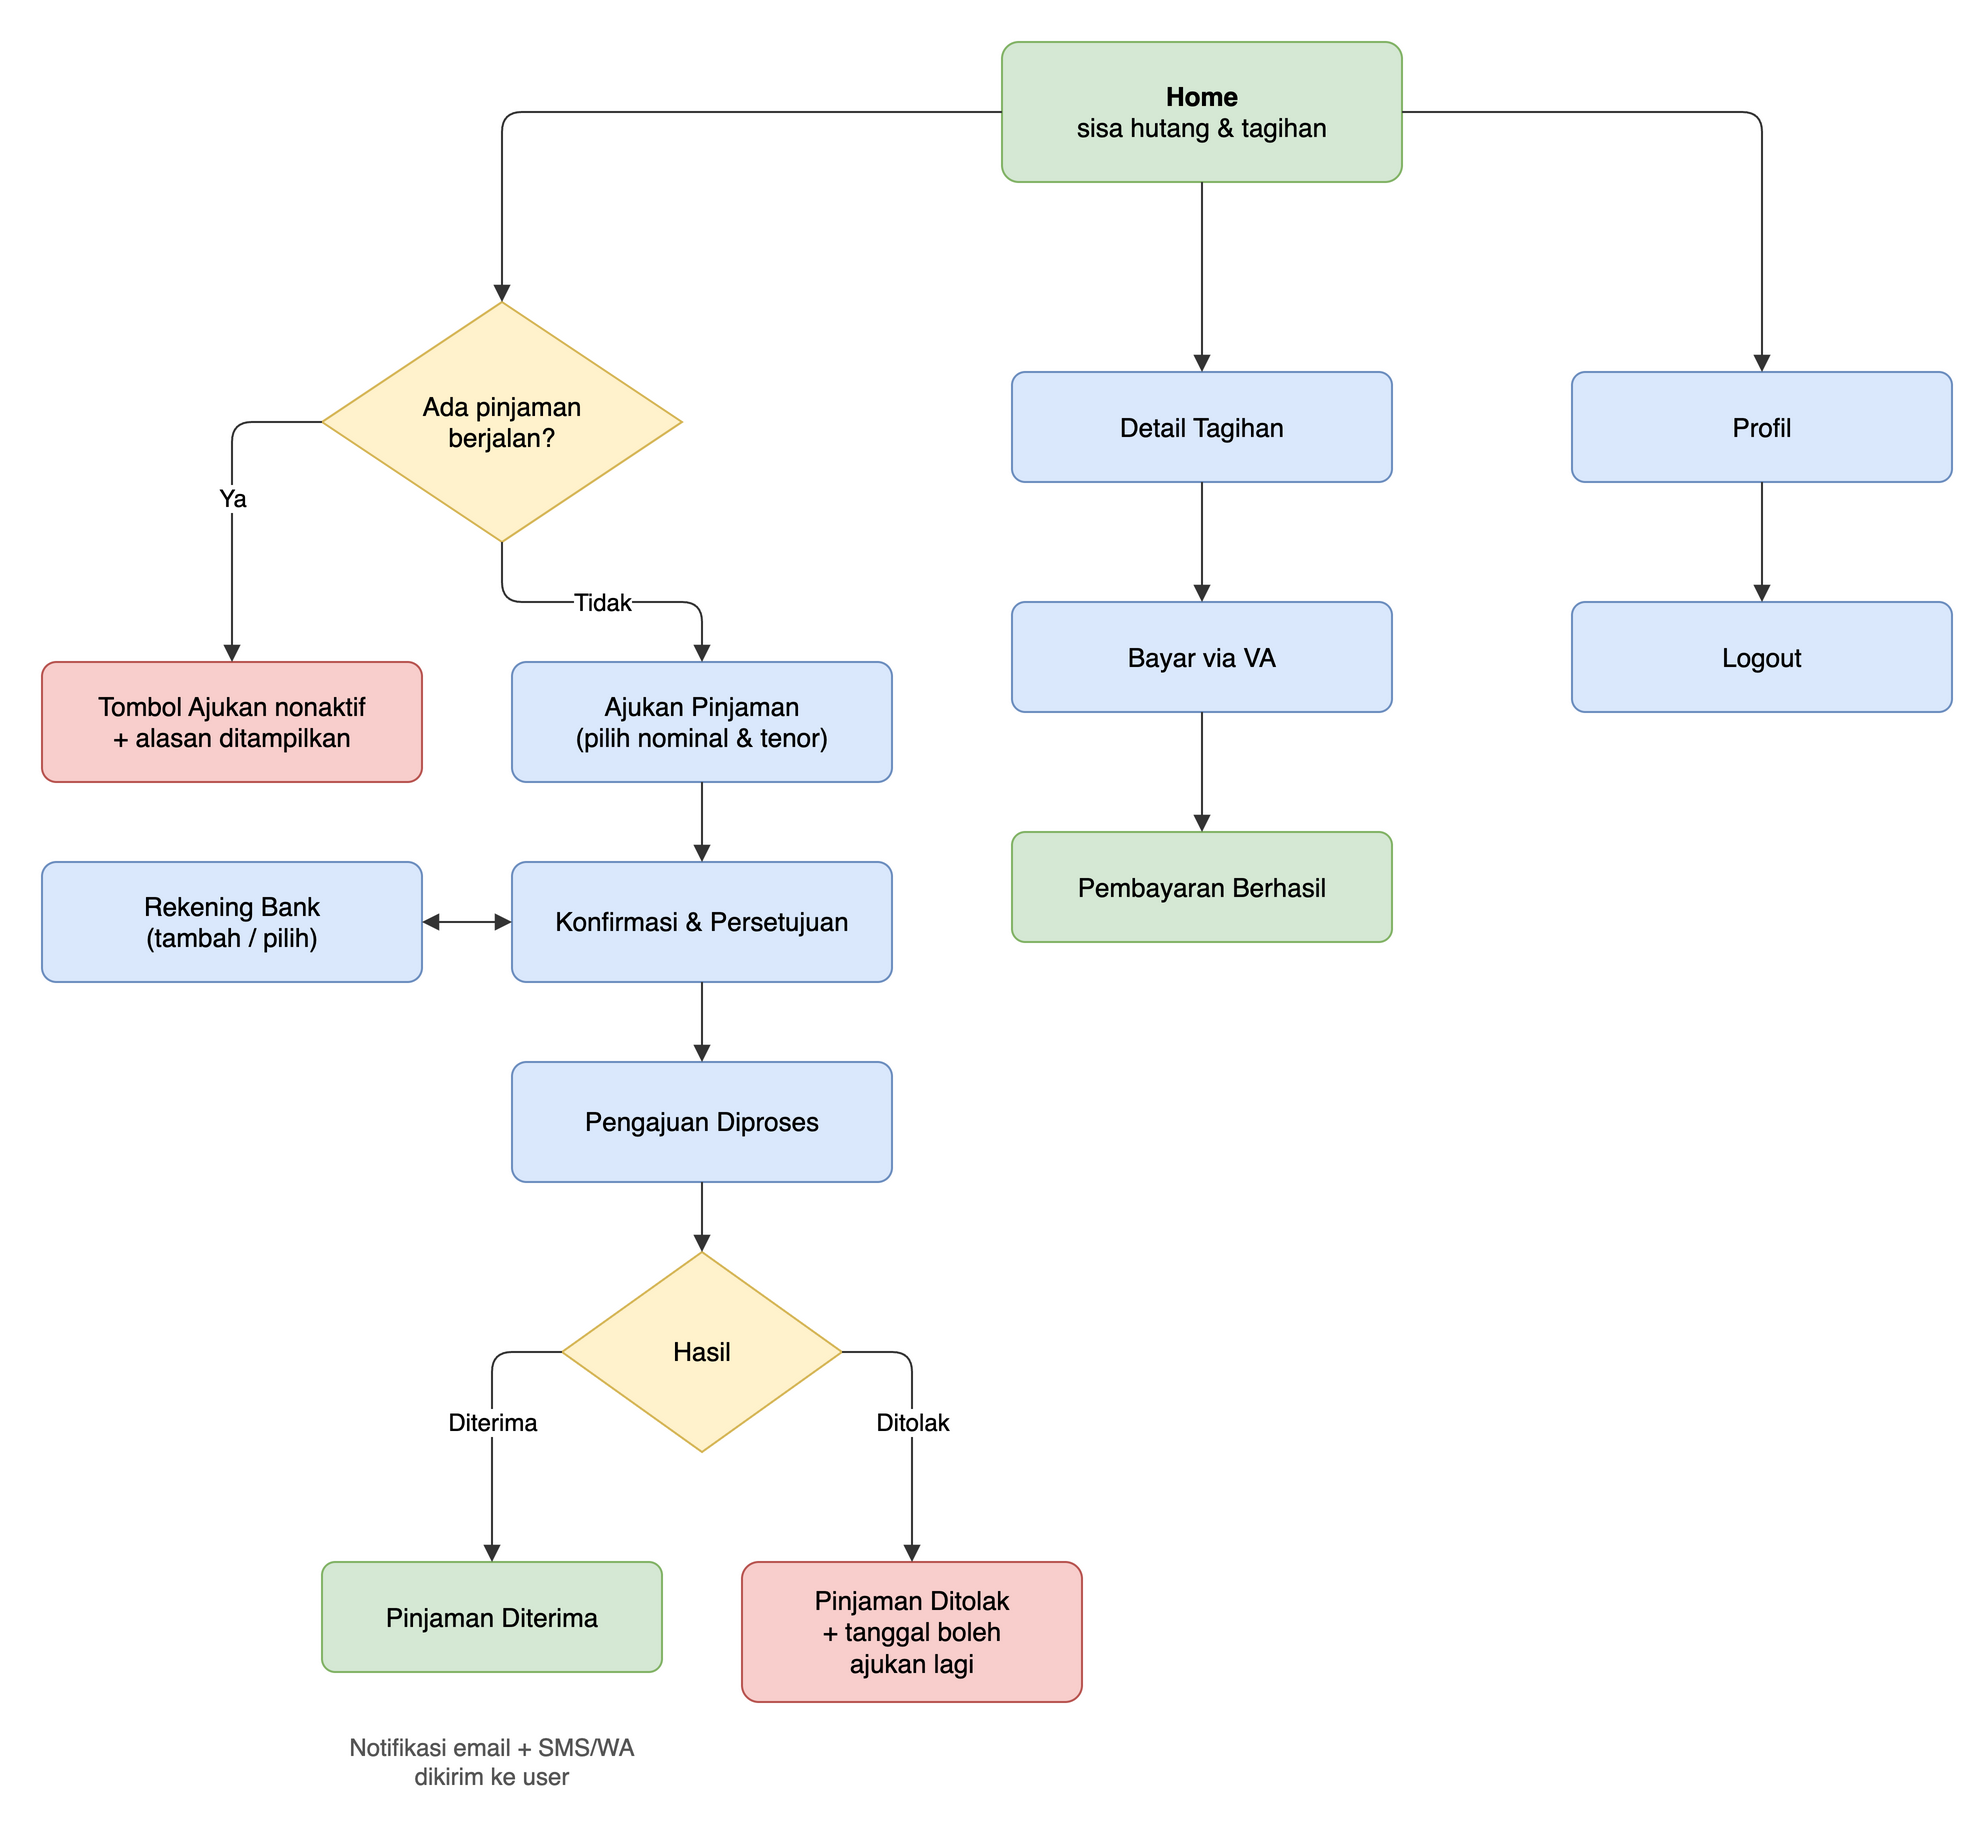 Home
sisa hutang & tagihan
Ada pinjaman
berjalan?
Detail Tagihan
Profil
Ya
Tidak
Bayar via VA
Logout
Tombol Ajukan nonaktif
+ alasan ditampilkan
Ajukan Pinjaman
(pilih nominal & tenor)
Pembayaran Berhasil
Rekening Bank
(tambah / pilih)
Konfirmasi & Persetujuan
Pengajuan Diproses
Hasil
Diterima
Ditolak
Pinjaman Diterima
Pinjaman Ditolak
+ tanggal boleh
ajukan lagi
Notifikasi email + SMS/WA
dikirim ke user